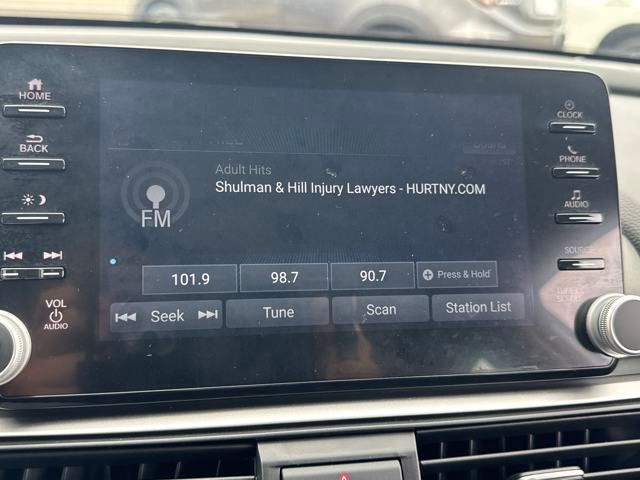 HOME
BACK
VOL
AUDIO
Adult Hits
Shulman & Hill Injury Lawyers - HURTNY.COM
FM
101.9
98.7
90.7
Press & Hold
Seek
Tune
Scan
Station List
CLOCK
PHONE
AUDIO
SOURCE